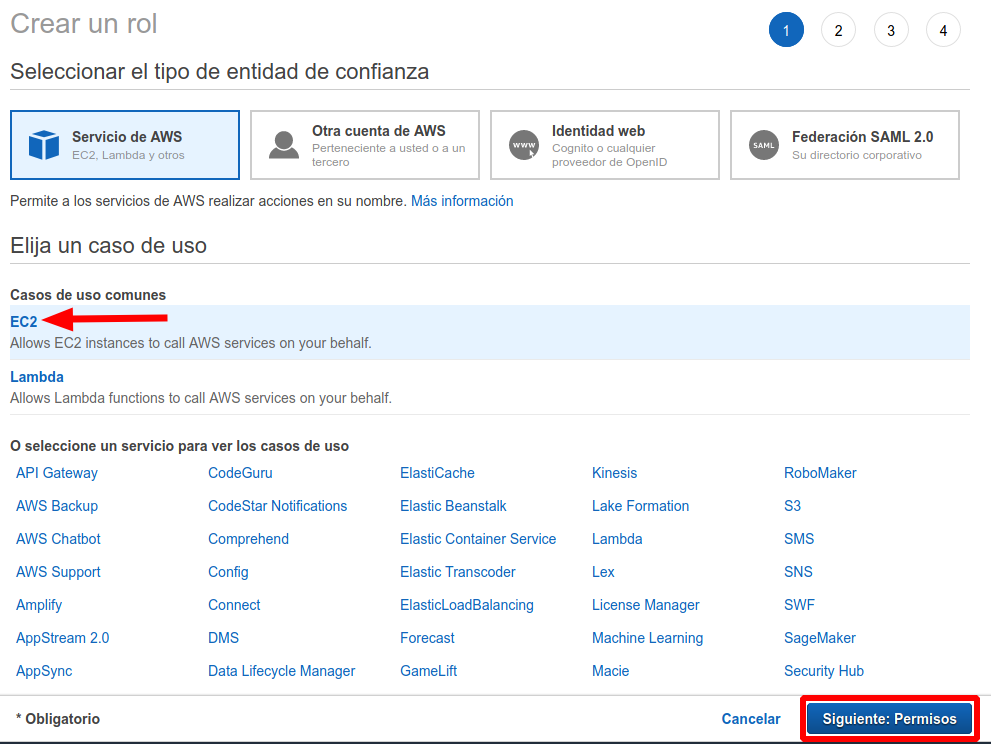 Crear un rol
1 2 3 4
Seleccionar el tipo de entidad de confianza
Servicio de AWS
EC2, Lambda y otros
Otra cuenta de AWS
Perteneciente a usted o a un
tercero
WWW
Identidad web
Cognito o cualquier
proveedor de OpenID
SAML
Federación SAML 2.0
Su directorio corporativo
Permite a los servicios de AWS realizar acciones en su nombre. Más información
Elija un caso de uso
Casos de uso comunes
EC2
Allows EC2 instances to call AWS services on your behalf.
Lambda
Allows Lambda functions to call AWS services on your behalf.
O seleccione un servicio para ver los casos de uso
API Gateway CodeGuru ElastiCache Kinesis RoboMaker
AWS Backup CodeStar Notifications Elastic Beanstalk Lake Formation S3
AWS Chatbot Comprehend Elastic Container Service Lambda SMS
AWS Support Config Elastic Transcoder Lex SNS
Amplify Connect ElasticLoadBalancing License Manager SWF
AppStream 2.0 DMS Forecast Machine Learning SageMaker
AppSync Data Lifecycle Manager GameLift Macie Security Hub
* Obligatorio Cancelar Siguiente: Permisos